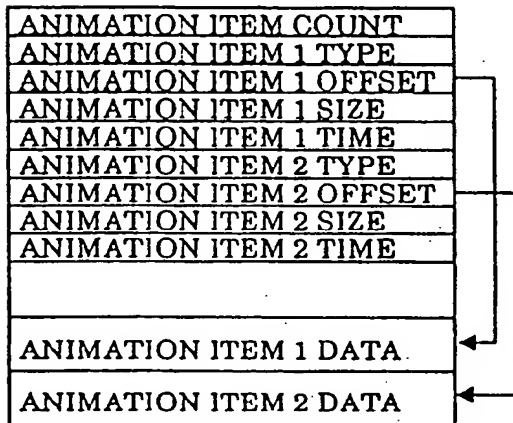 ANIMATION ITEM COUNT
ANIMATION ITEM 1 TYPE
ANIMATION ITEM 1 OFFSET
ANIMATION ITEM 1 SIZE
ANIMATION ITEM 1 TIME
ANIMATION ITEM 2 TYPE
ANIMATION ITEM 2 OFFSET
ANIMATION ITEM 2 SIZE
ANIMATION ITEM 2 TIME
ANIMATION ITEM 1 DATA
ANIMATION ITEM 2 DATA